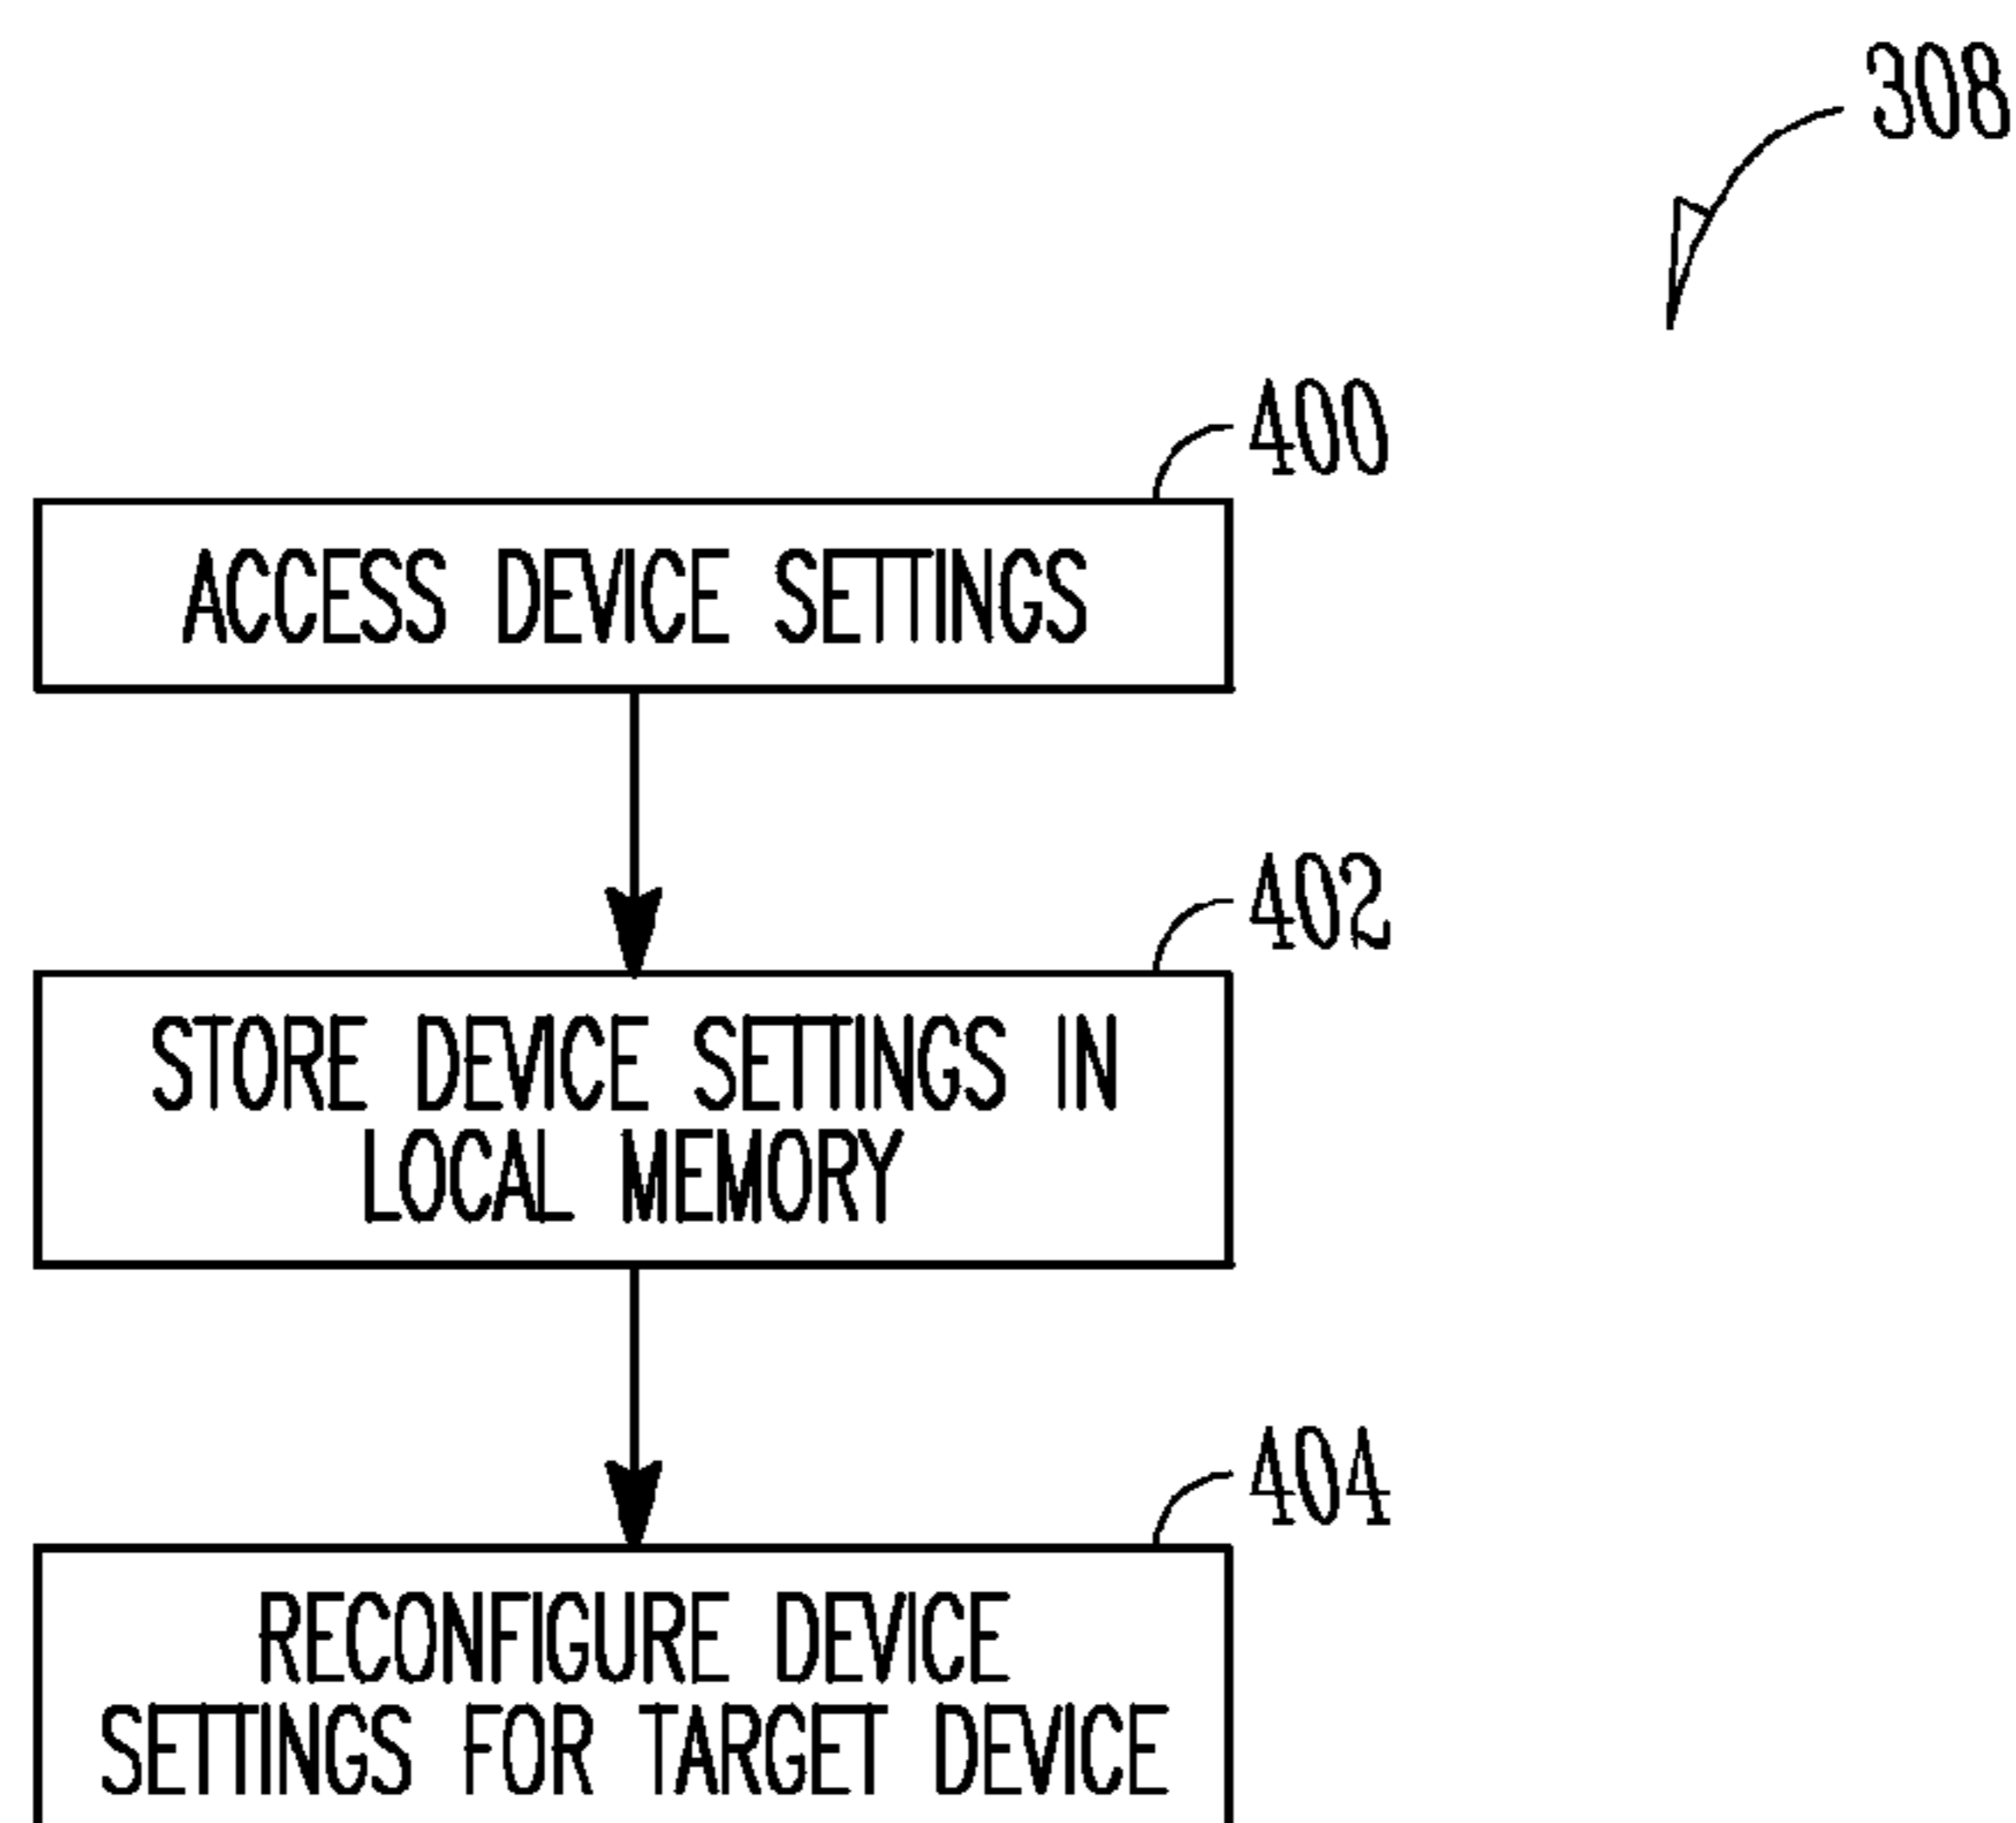 308
400
ACCESS DEVICE SETTINGS
402
STORE DEVICE SETTINGS IN
LOCAL MEMORY
404
RECONFIGURE DEVICE
SETTINGS FOR TARGET DEVICE